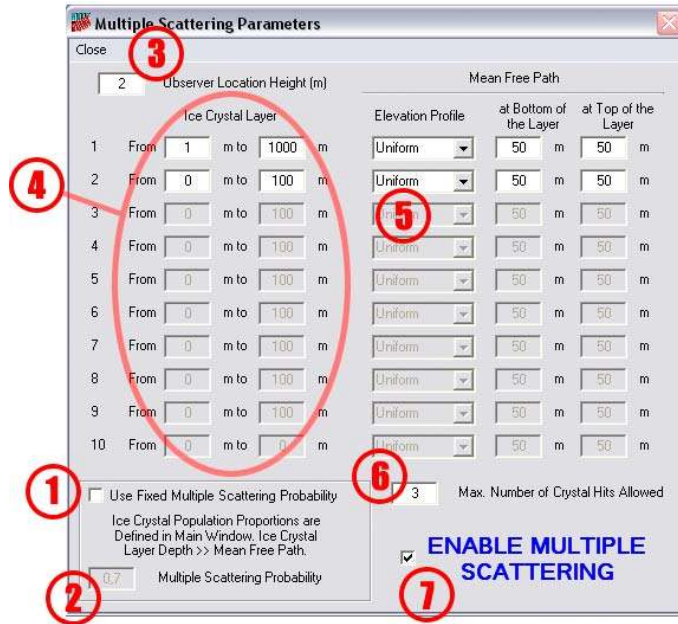 Multiple Scattering Parameters
Close
3
2 Observer Location Height (m)
Mean Free Path
Ice Crystal Layer
Elevation Profile
at Bottom of the Layer
at Top of the Layer
1 From 1 m to 1000 m Uniform 50 m 50 m
2 From 0 m to 100 m Uniform 50 m 50 m
4
5
3 From 0 m to 100 m Uniform 50 m 50 m
4 From 0 m to 100 m Uniform 50 m 50 m
5 From 0 m to 100 m Uniform 50 m 50 m
6 From 0 m to 100 m Uniform 50 m 50 m
7 From 0 m to 100 m Uniform 50 m 50 m
8 From 0 m to 100 m Uniform 50 m 50 m
9 From 0 m to 100 m Uniform 50 m 50 m
10 From 0 m to 0 m Uniform 50 m 50 m
1
Use Fixed Multiple Scattering Probability
6
3 Max. Number of Crystal Hits Allowed
Ice Crystal Population Proportions are
Defined in Main Window. Ice Crystal
Layer Depth >> Mean Free Path.
0,7 Multiple Scattering Probability
2
ENABLE MULTIPLE
SCATTERING
7